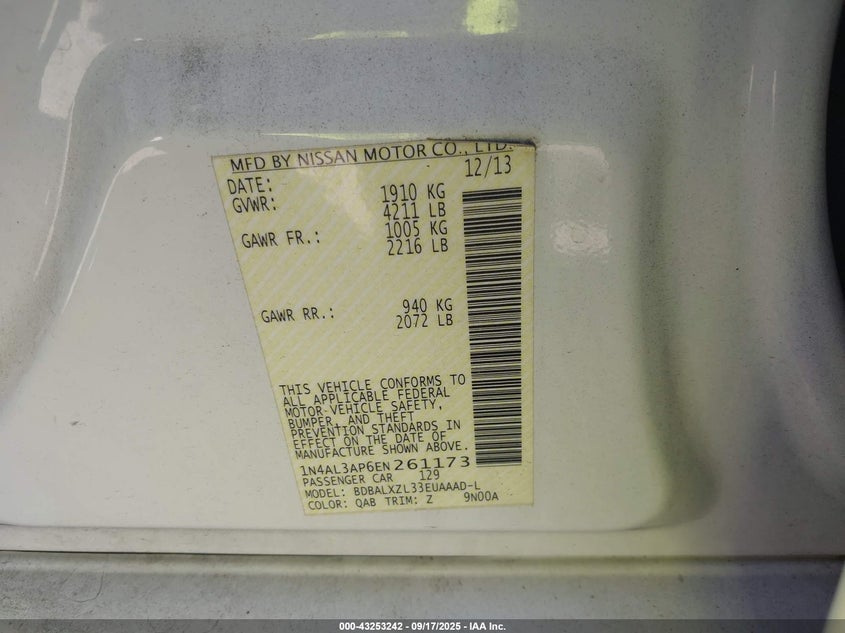 MFD BY NISSAN MOTOR CO., LTD.
DATE: 12/13
GVWR: 1910 KG
4211 LB
GAWR FR.: 1005 KG
2216 LB
GAWR RR.: 940 KG
2072 LB
THIS VEHICLE CONFORMS TO
ALL APPLICABLE FEDERAL
MOTOR-VEHICLE SAFETY,
BUMPER, AND THEFT
PREVENTION STANDARDS IN
EFFECT ON THE DATE OF
MANUFACTURE SHOWN ABOVE.
1N4AL3AP6EN261173
PASSENGER CAR 129
MODEL: BDBALXZL33EUAAAD-L
COLOR: QAB TRIM: Z 9N00A
000-43253242 - 09/17/2025 - IAA Inc.